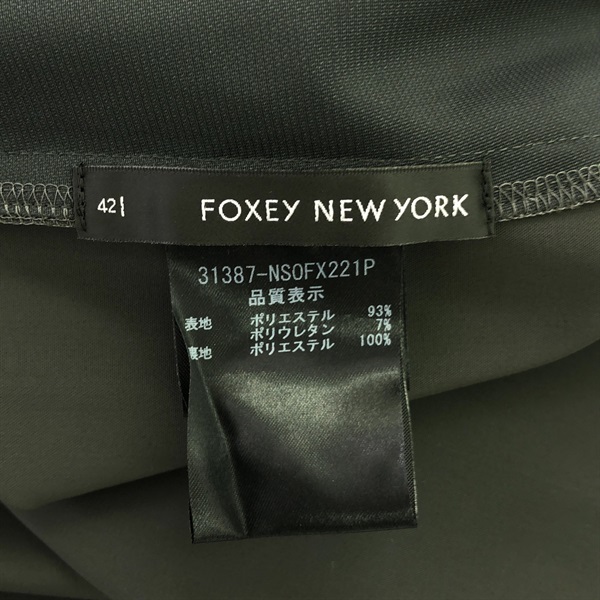 42
FOXEY NEW YORK
31387-NSOFX221P
品質表示
表地 ポリエステル 93%
ポリウレタン 7%
裏地 ポリエステル 100%